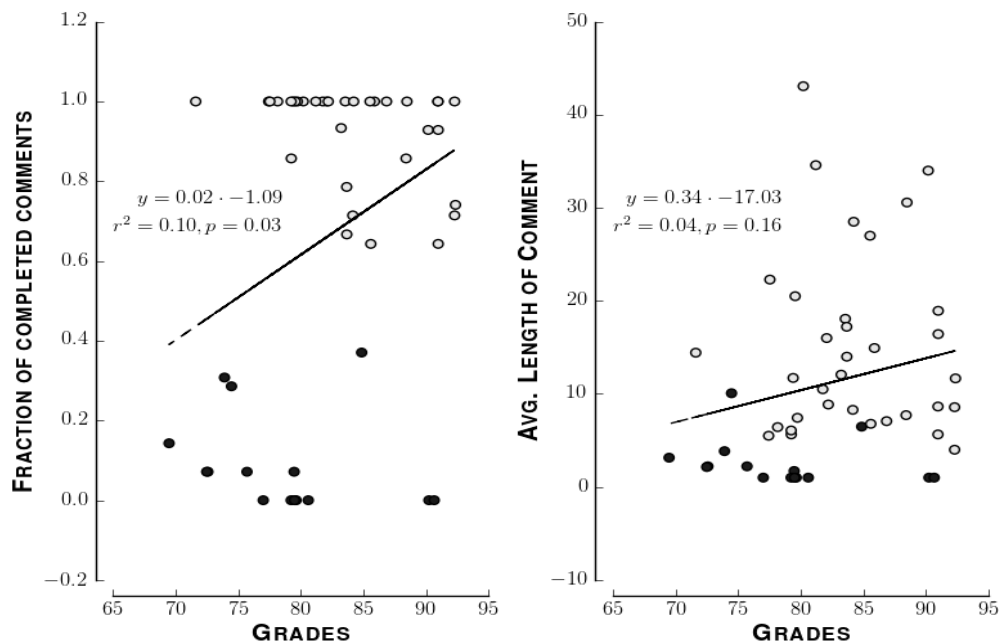 FRACTION OF COMPLETED COMMENTS
1.2
1.0
0.8
0.6
0.4
0.2
0.0
−0.2
y = 0.02 · −1.09
r² = 0.10, p = 0.03
65 70 75 80 85 90 95
GRADES
AVG. LENGTH OF COMMENT
50
40
30
20
10
0
−10
y = 0.34 · −17.03
r² = 0.04, p = 0.16
65 70 75 80 85 90 95
GRADES